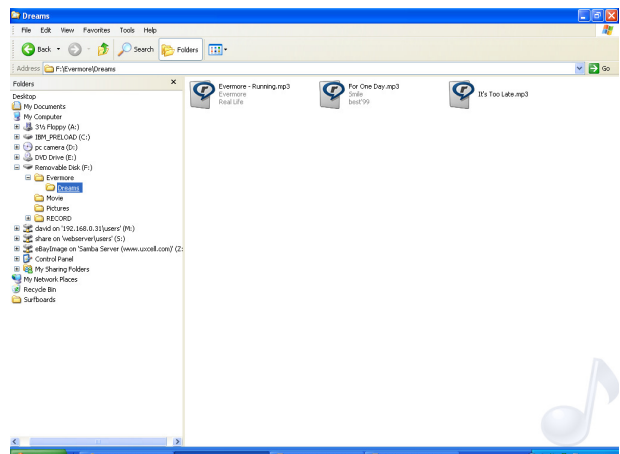 Dreams
File Edit View Favorites Tools Help
Back Search Folders
Address F:\Evermore\Dreams Go
Folders
Desktop
My Documents
My Computer
3½ Floppy (A:)
IBM_PRELOAD (C:)
pc camera (D:)
DVD Drive (E:)
Removable Disk (F:)
Evermore
Dreams
Movie
Pictures
RECORD
david on '192.168.0.31\users' (M:)
share on 'webserver\users' (S:)
eBayImage on 'Samba Server (www.uxcell.com)' (Z:
Control Panel
My Sharing Folders
My Network Places
Recycle Bin
Surfboards
Evermore - Running.mp3
Evermore
Real Life
For One Day.mp3
Smile
best'99
It's Too Late.mp3